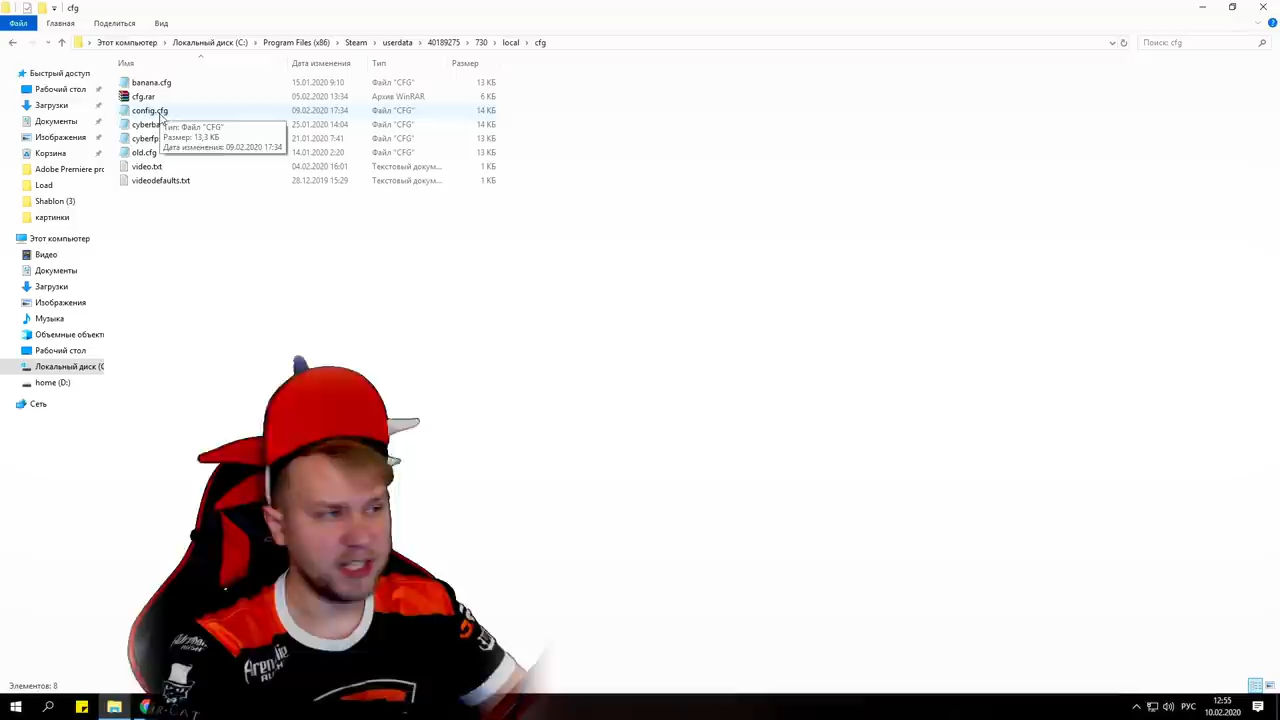 cfg
Файл
Главная
Поделиться
Вид
Этот компьютер > Локальный диск (C:) > Program Files (x86) > Steam > userdata > 40189275 > 730 > local > cfg
Поиск: cfg
Имя Дата изменения Тип Размер
banana.cfg 15.01.2020 9:10 Файл "CFG" 13 КБ
cfg.rar 05.02.2020 13:34 Архив WinRAR 6 КБ
config.cfg 09.02.2020 17:34 Файл "CFG" 14 КБ
25.01.2020 14:04 Файл "CFG" 14 КБ
21.01.2020 7:41 Файл "CFG" 13 КБ
old.cfg 14.01.2020 2:20 Файл "CFG" 13 КБ
video.txt 04.02.2020 16:01 Текстовый докум... 1 КБ
videodefaults.txt 28.12.2019 15:29 Текстовый докум... 1 КБ
Тип: Файл "CFG"
Размер: 13,3 КБ
Дата изменения: 09.02.2020 17:34
Быстрый доступ
Рабочий стол
Загрузки
Документы
Изображения
Корзина
Adobe Premiere pro
Load
Shablon (3)
картинки
Этот компьютер
Видео
Документы
Загрузки
Изображения
Музыка
Объемные объекты
Рабочий стол
Локальный диск (C
home (D:)
Сеть
Элементов: 8
РУС
12:55
10.02.2020